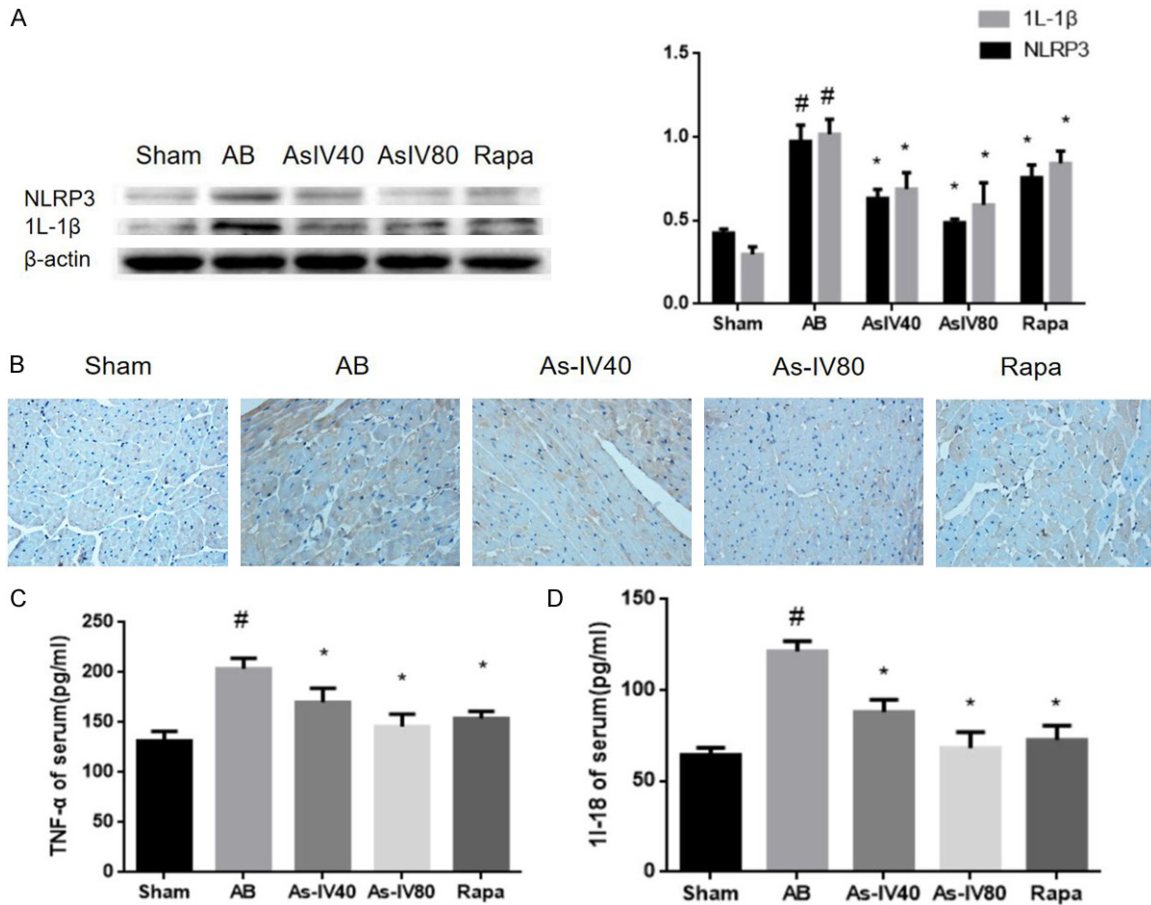 A
1L-1β
NLRP3
Sham AB AsIV40 AsIV80 Rapa
NLRP3
1L-1β
β-actin
1.5
1.0
0.5
0.0
# #
* *
* *
* *
Sham AB AsIV40 AsIV80 Rapa
B
Sham AB As-IV40 As-IV80 Rapa
C
TNF-α of serum(pg/ml)
250
200
150
100
50
0
#
*
*
*
Sham AB As-IV40 As-IV80 Rapa
D
1l-18 of serum(pg/ml)
150
100
50
0
#
*
*
*
Sham AB As-IV40 As-IV80 Rapa